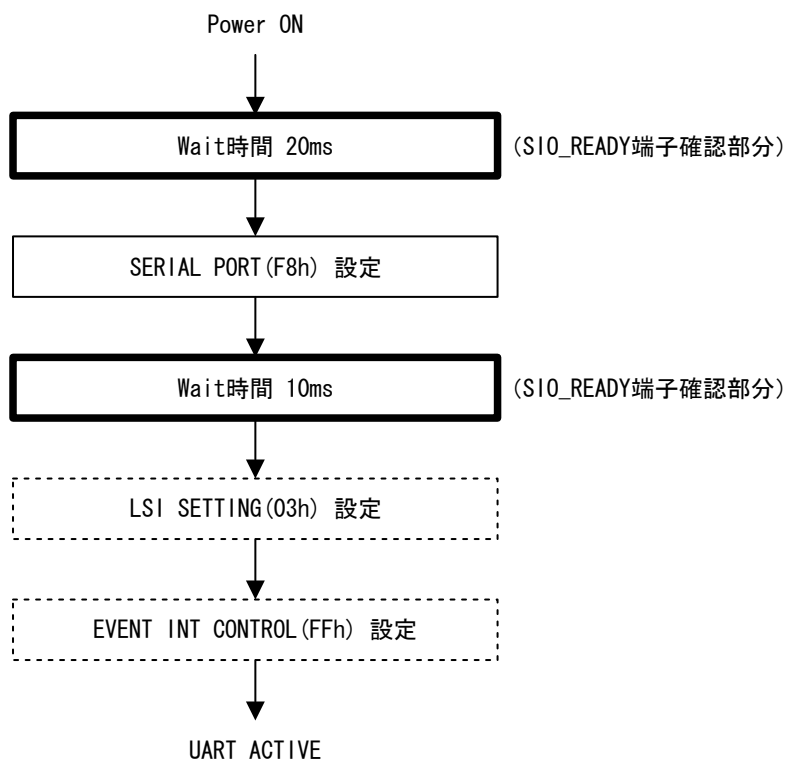 Power ON
Wait時間 20ms (SIO_READY端子確認部分)
SERIAL PORT(F8h) 設定
Wait時間 10ms (SIO_READY端子確認部分)
LSI SETTING(03h) 設定
EVENT INT CONTROL(FFh) 設定
UART ACTIVE